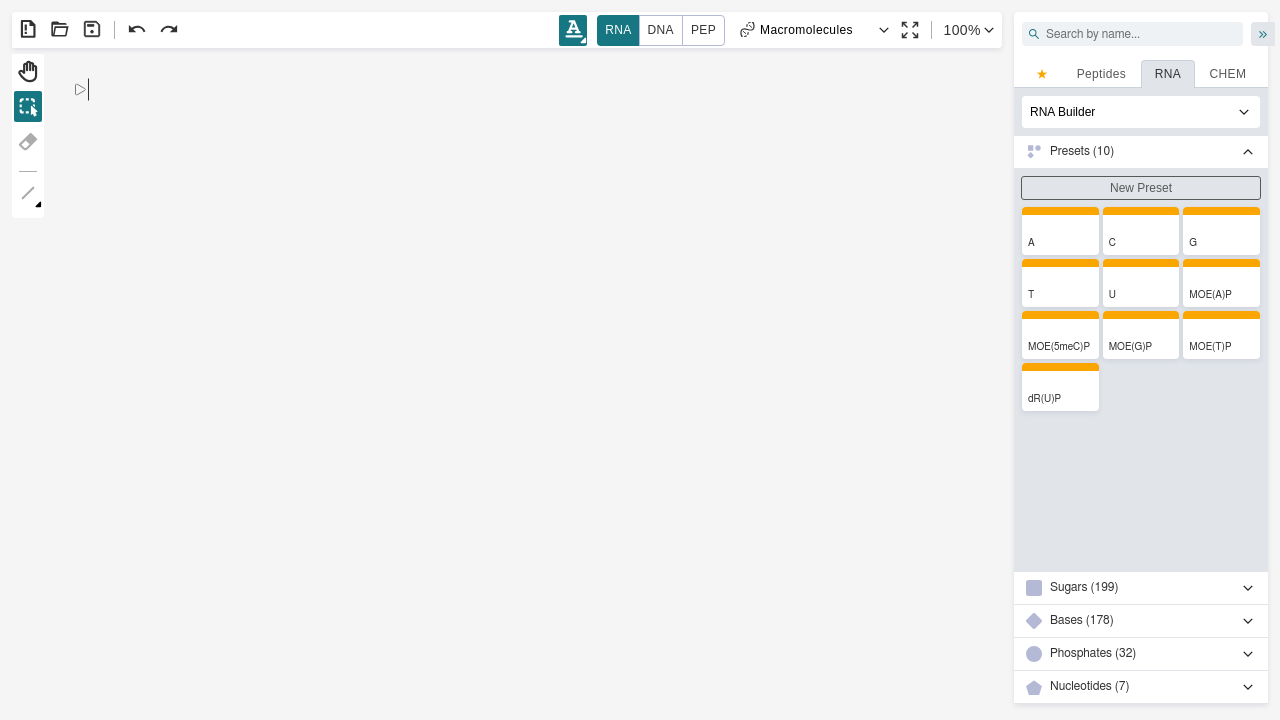 RNA DNA PEP Macromolecules 100%
Search by name...
Peptides RNA CHEM
RNA Builder
Presets (10)
New Preset
A C G
T U MOE(A)P
MOE(5meC)P MOE(G)P MOE(T)P
dR(U)P
Sugars (199)
Bases (178)
Phosphates (32)
Nucleotides (7)